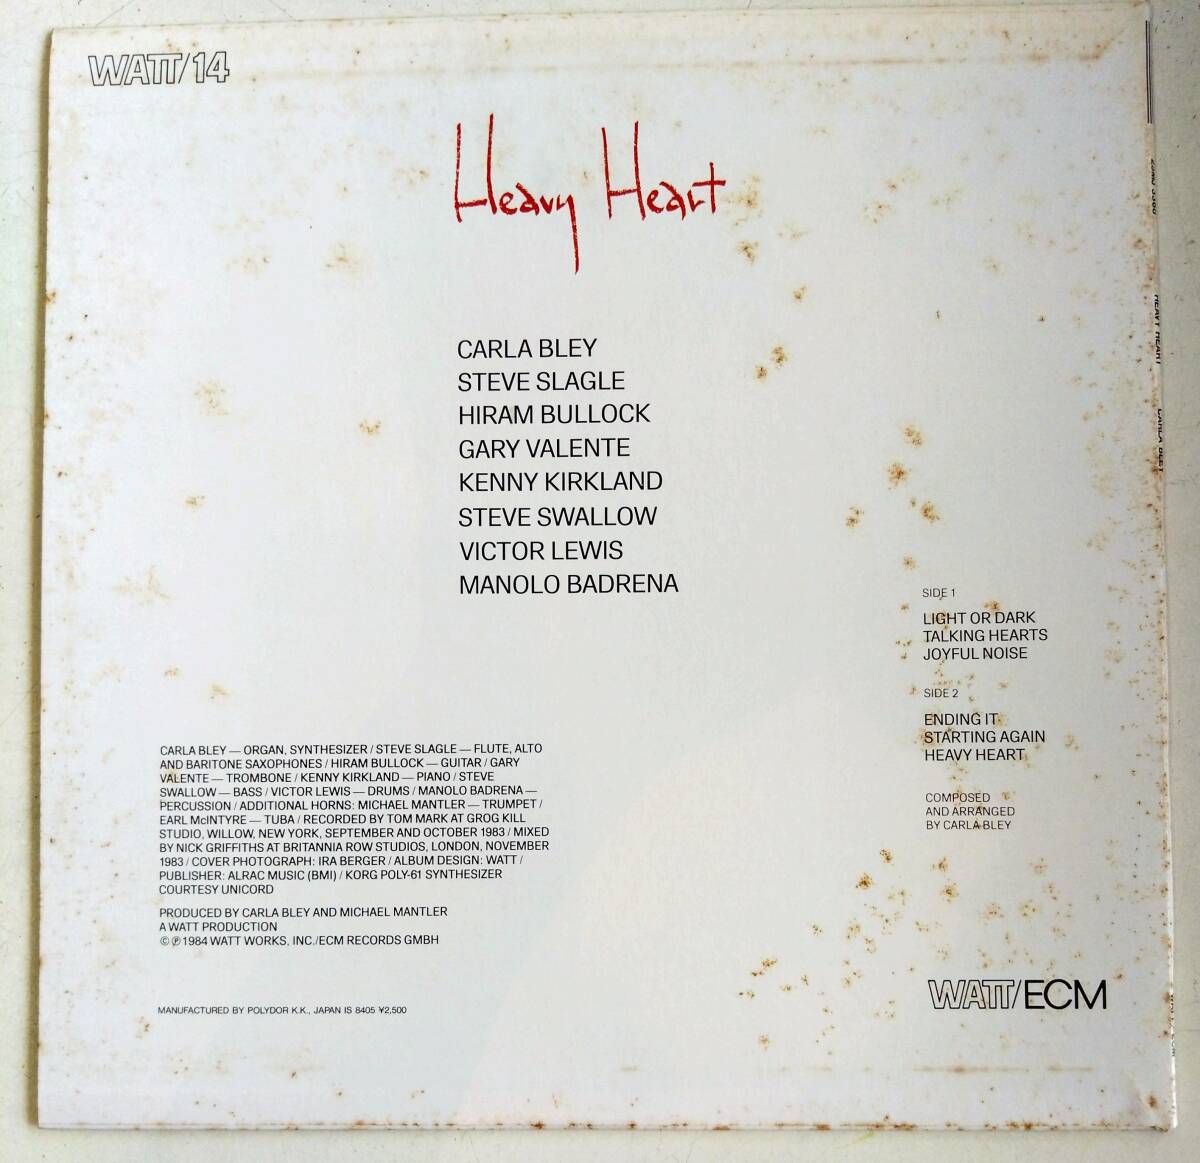 WATT/14
Heavy Heart
CARLA BLEY
STEVE SLAGLE
HIRAM BULLOCK
GARY VALENTE
KENNY KIRKLAND
STEVE SWALLOW
VICTOR LEWIS
MANOLO BADRENA
SIDE 1
LIGHT OR DARK
TALKING HEARTS
JOYFUL NOISE
SIDE 2
ENDING IT
STARTING AGAIN
HEAVY HEART
COMPOSED
AND ARRANGED
BY CARLA BLEY
CARLA BLEY — ORGAN, SYNTHESIZER / STEVE SLAGLE — FLUTE, ALTO
AND BARITONE SAXOPHONES / HIRAM BULLOCK — GUITAR / GARY
VALENTE — TROMBONE / KENNY KIRKLAND — PIANO / STEVE
SWALLOW — BASS / VICTOR LEWIS — DRUMS / MANOLO BADRENA —
PERCUSSION / ADDITIONAL HORNS: MICHAEL MANTLER — TRUMPET /
EARL McINTYRE — TUBA / RECORDED BY TOM MARK AT GROG KILL
STUDIO, WILLOW, NEW YORK, SEPTEMBER AND OCTOBER 1983 / MIXED
BY NICK GRIFFITHS AT BRITANNIA ROW STUDIOS, LONDON, NOVEMBER
1983 / COVER PHOTOGRAPH: IRA BERGER / ALBUM DESIGN: WATT /
PUBLISHER: ALRAC MUSIC (BMI) / KORG POLY-61 SYNTHESIZER
COURTESY UNICORD
PRODUCED BY CARLA BLEY AND MICHAEL MANTLER
A WATT PRODUCTION
© ℗ 1984 WATT WORKS, INC./ECM RECORDS GMBH
MANUFACTURED BY POLYDOR K.K., JAPAN IS 8405 ¥2,500
WATT/ECM
HEAVY HEART
CARLA BLEY